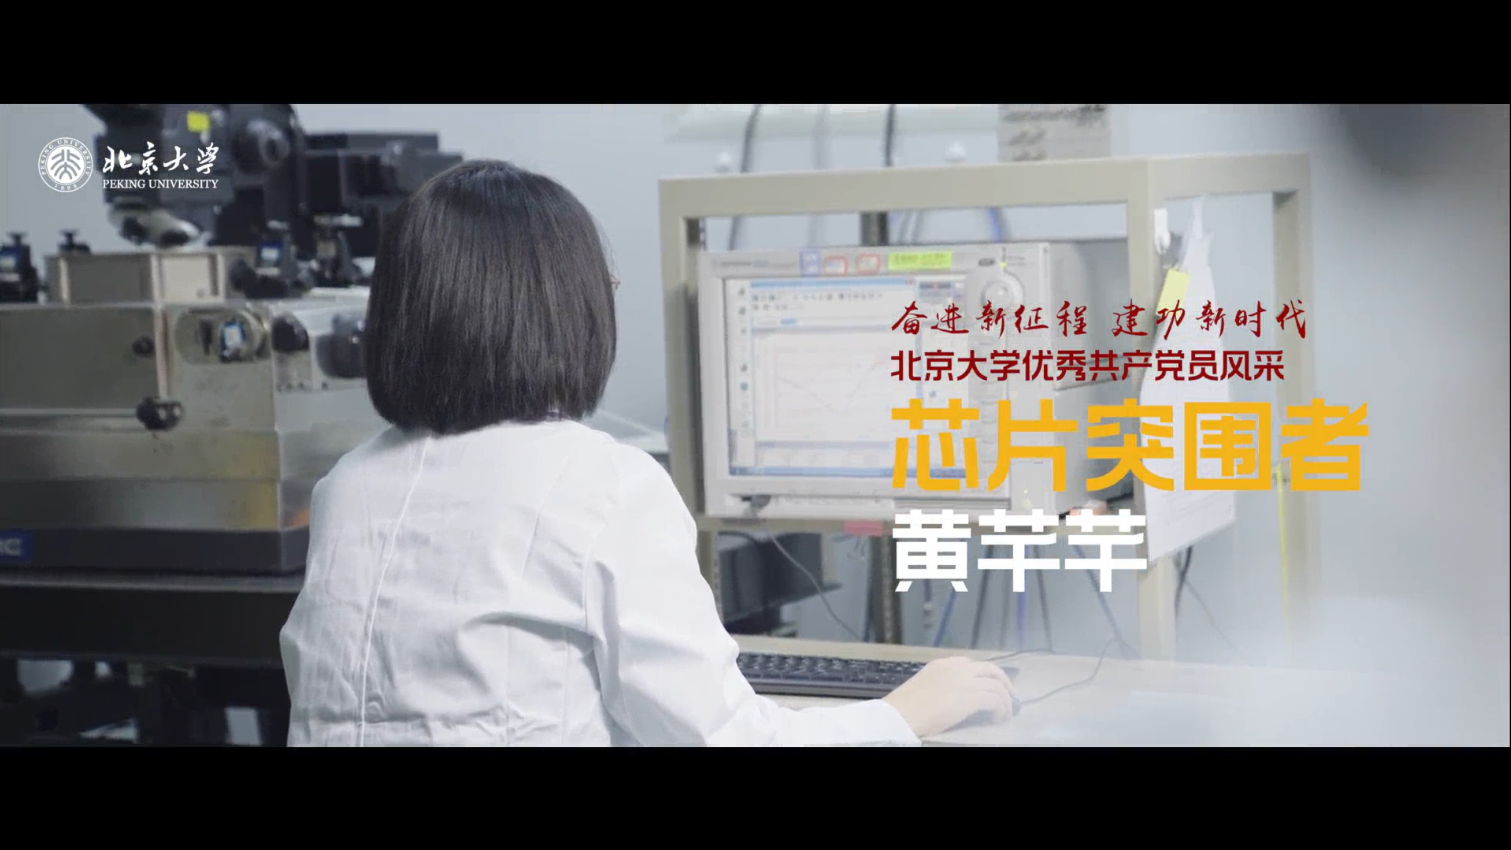 北京大学
PEKING UNIVERSITY
奋进新征程 建功新时代
北京大学优秀共产党员风采
芯片突围者
黄芊芊